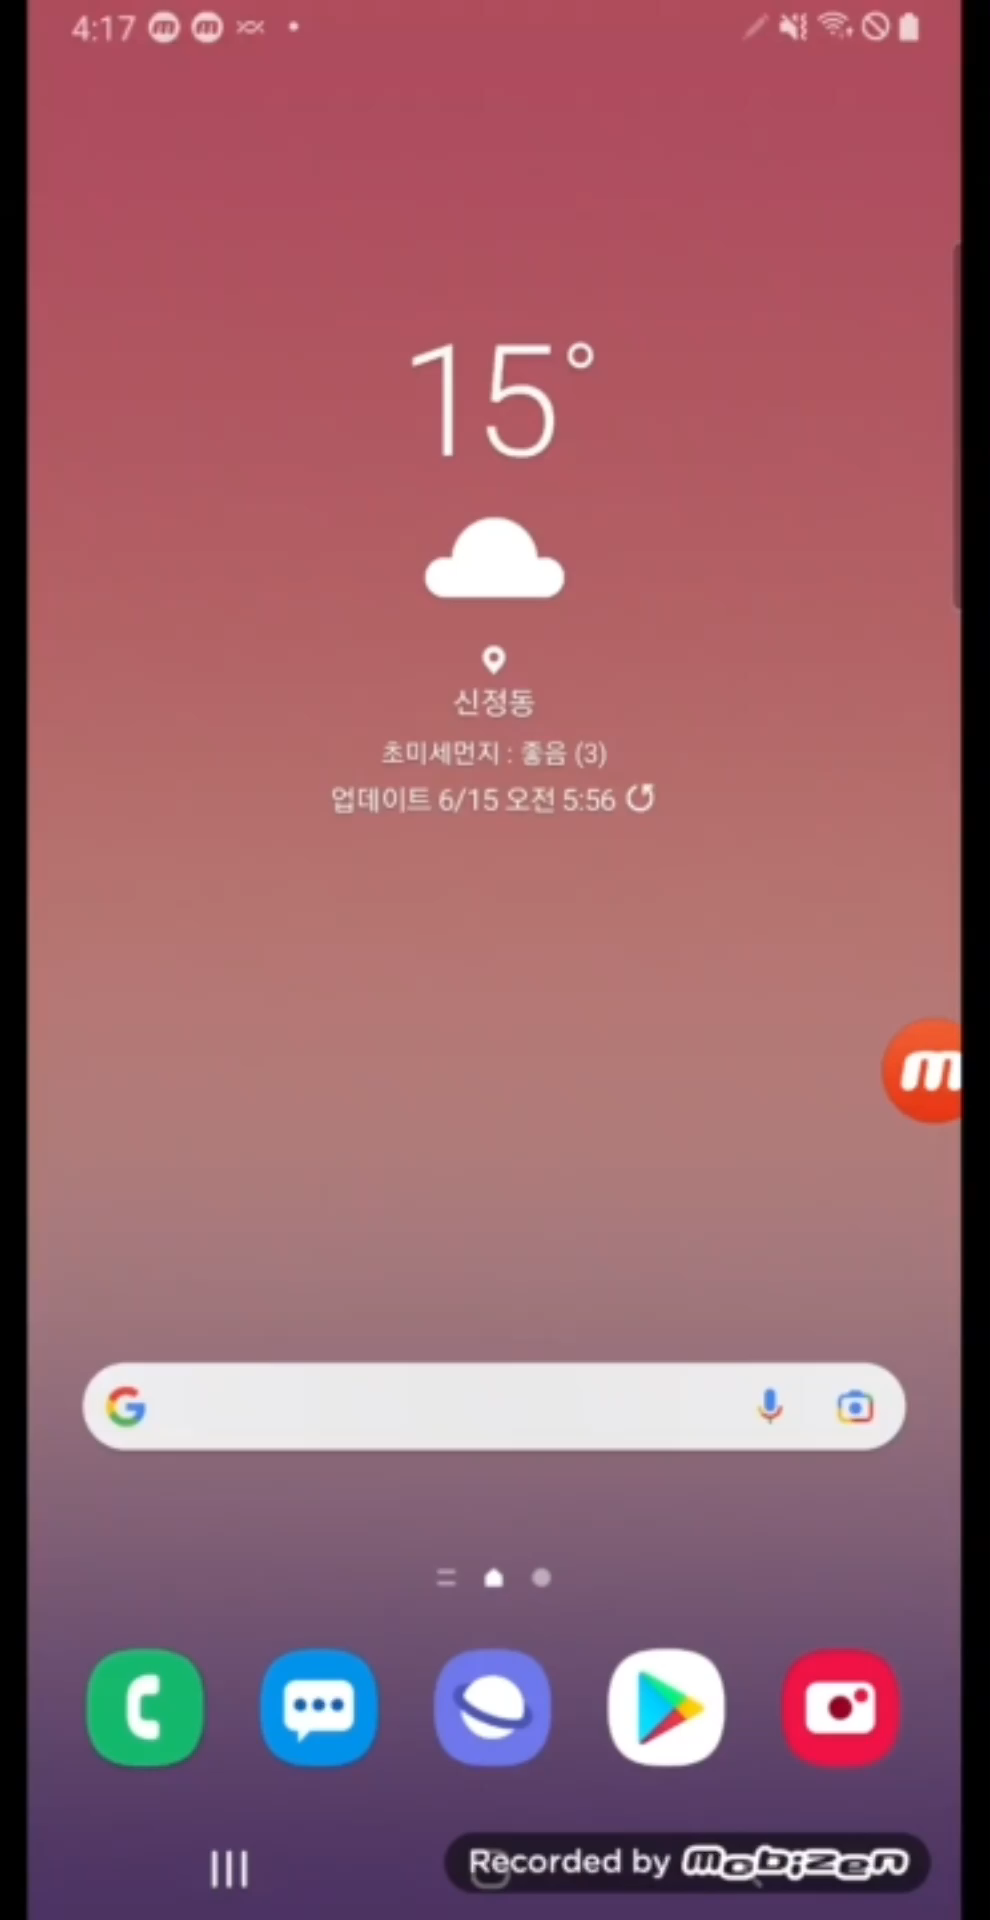 4:17
15°
신정동
초미세먼지 : 좋음 (3)
업데이트 6/15 오전 5:56
Recorded by mobizen